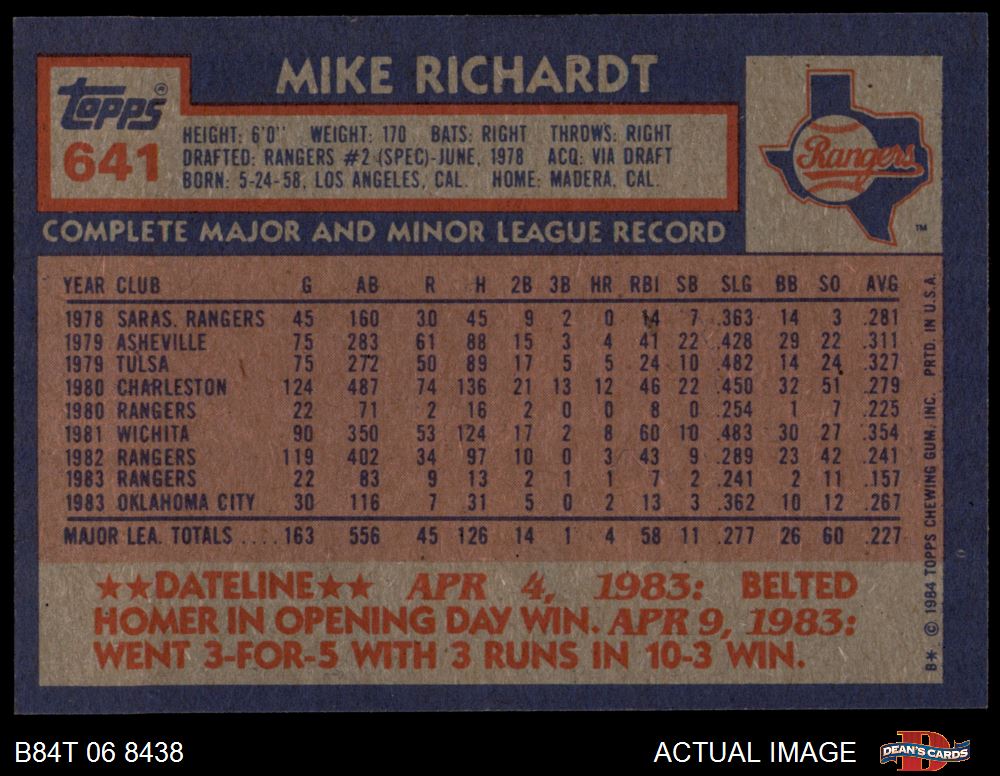 MIKE RICHARDT
topps®
641
HEIGHT: 6'0" WEIGHT: 170 BATS: RIGHT THROWS: RIGHT
DRAFTED: RANGERS #2 (SPEC)-JUNE, 1978 ACQ: VIA DRAFT
BORN: 5-24-58, LOS ANGELES, CAL. HOME: MADERA, CAL.
Rangers
TM
COMPLETE MAJOR AND MINOR LEAGUE RECORD
YEAR CLUB G AB R H 2B 3B HR RBI SB SLG BB SO AVG
1978 SARAS. RANGERS 45 160 30 45 9 2 0 14 7 .363 14 3 .281
1979 ASHEVILLE 75 283 61 88 15 3 4 41 22 .428 29 22 .311
1979 TULSA 75 272 50 89 17 5 5 24 10 .482 14 24 .327
1980 CHARLESTON 124 487 74 136 21 13 12 46 22 .450 32 51 .279
1980 RANGERS 22 71 2 16 2 0 0 8 0 .254 1 7 .225
1981 WICHITA 90 350 53 124 17 2 8 60 10 .483 30 27 .354
1982 RANGERS 119 402 34 97 10 0 3 43 9 .289 23 42 .241
1983 RANGERS 22 83 9 13 2 1 1 7 2 .241 2 11 .157
1983 OKLAHOMA CITY 30 116 7 31 5 0 2 13 3 .362 10 12 .267
MAJOR LEA. TOTALS ....163 556 45 126 14 1 4 58 11 .277 26 60 .227
★★DATELINE★★ APR 4, 1983: BELTED
HOMER IN OPENING DAY WIN. APR 9, 1983:
WENT 3-FOR-5 WITH 3 RUNS IN 10-3 WIN.
B* © 1984 TOPPS CHEWING GUM, INC. PRTD. IN U.S.A.
B84T 06 8438
ACTUAL IMAGE
DEAN'S CARDS